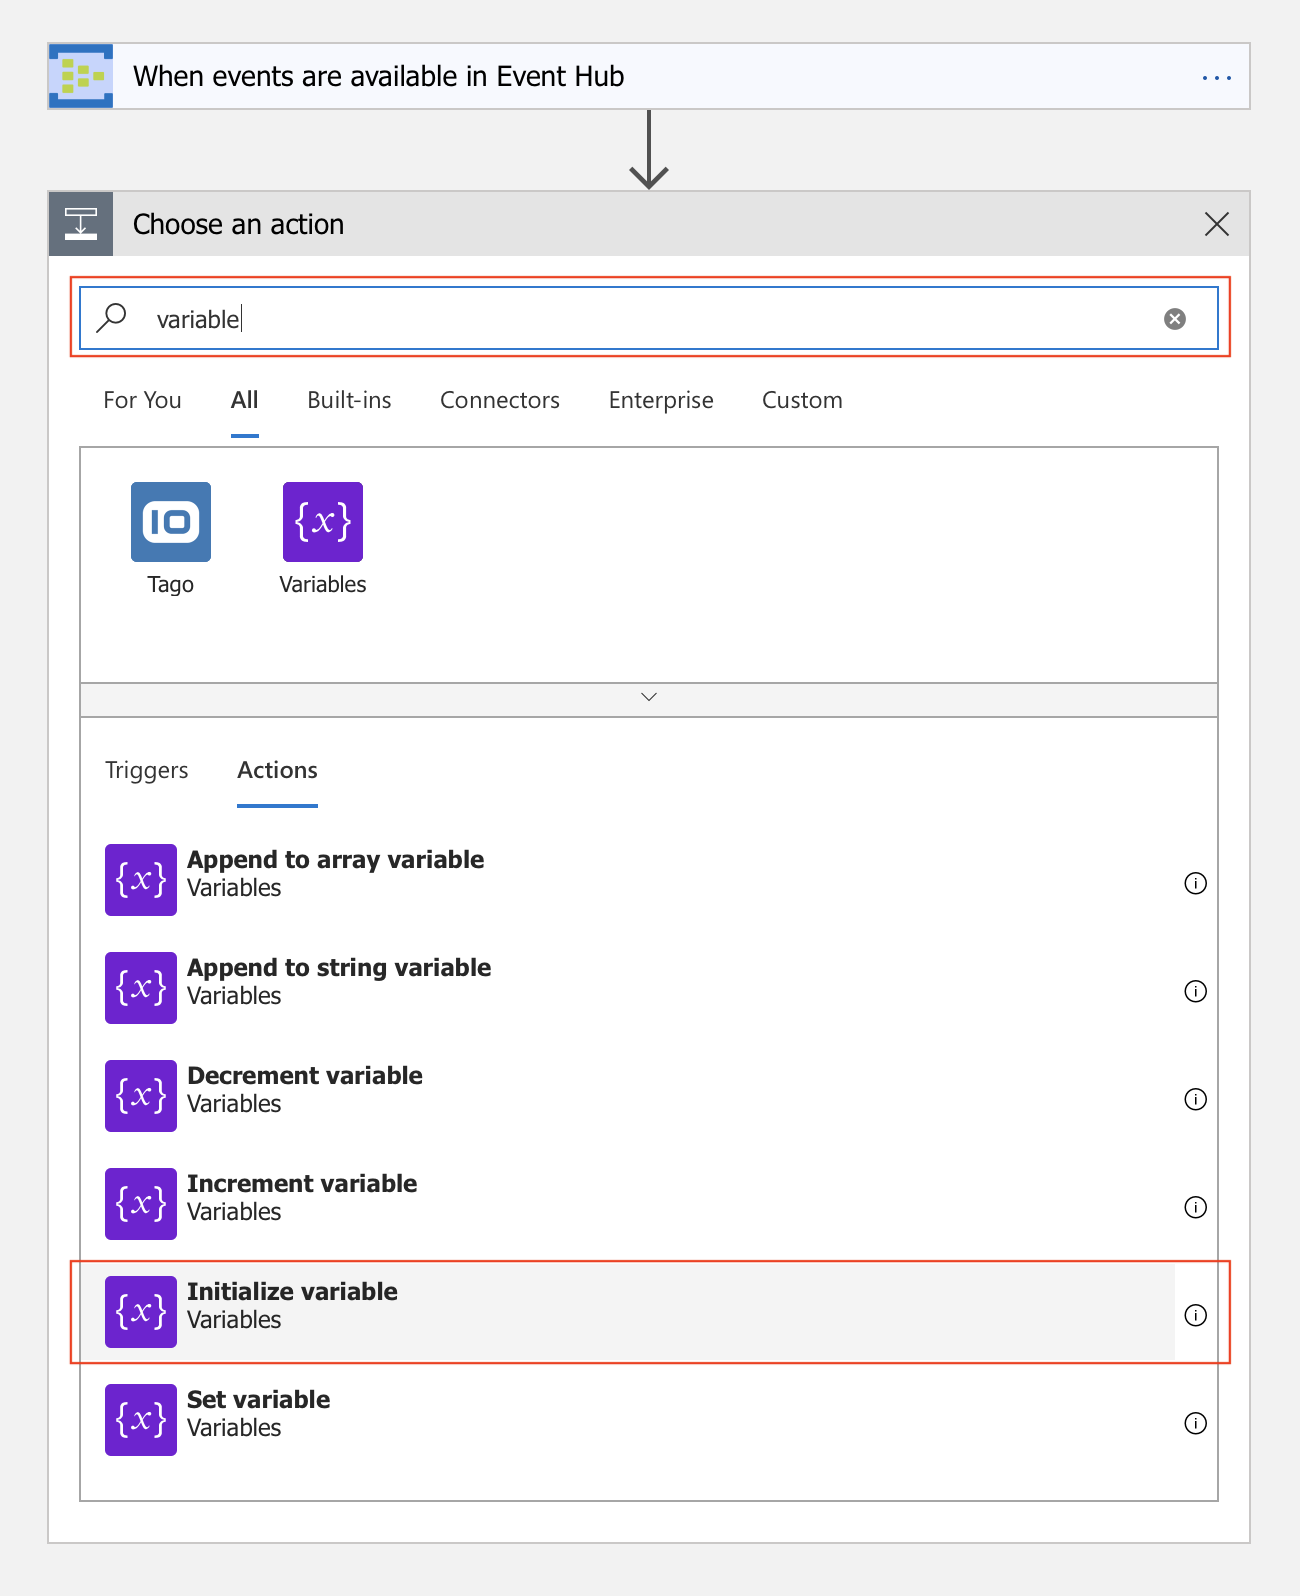 When events are available in Event Hub
Choose an action
variable
For You All Built-ins Connectors Enterprise Custom
IO {x}
Tago Variables
Triggers Actions
{x} Append to array variable
Variables
{x} Append to string variable
Variables
{x} Decrement variable
Variables
{x} Increment variable
Variables
{x} Initialize variable
Variables
{x} Set variable
Variables